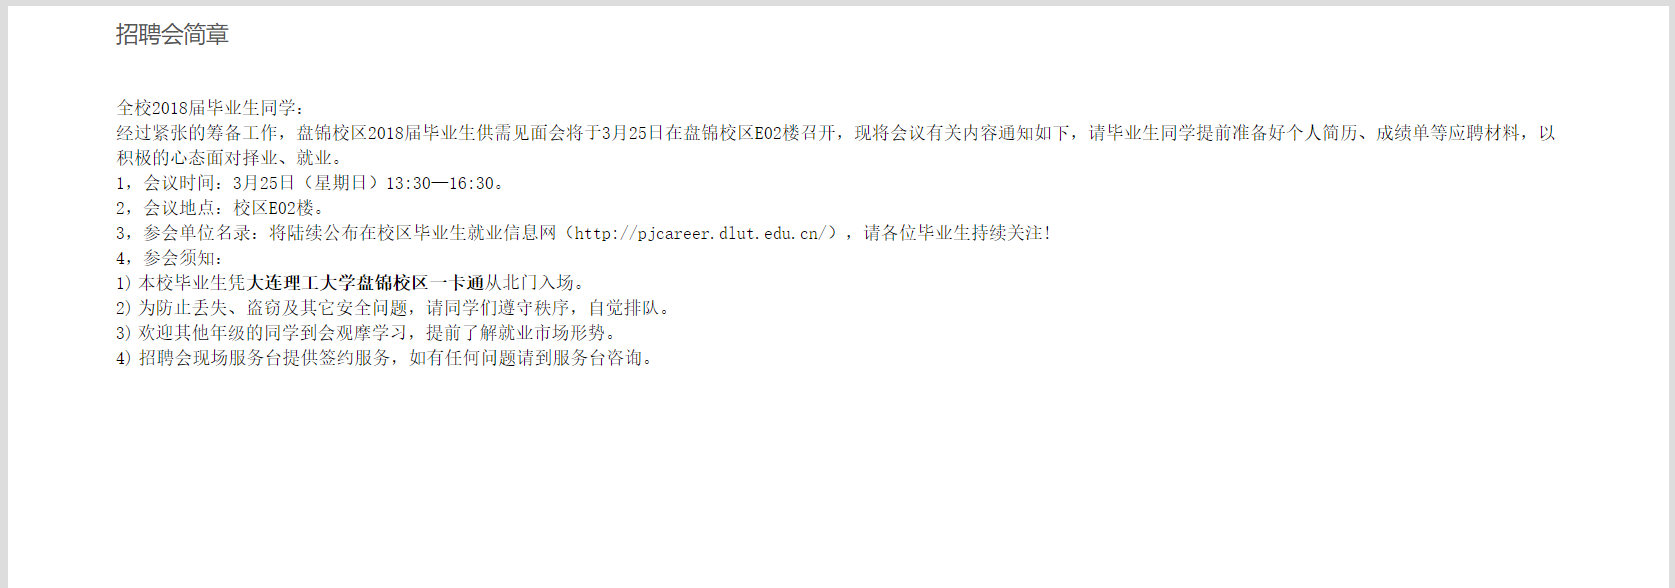 招聘会简章
全校2018届毕业生同学：
经过紧张的筹备工作，盘锦校区2018届毕业生供需见面会将于3月25日在盘锦校区E02楼召开，现将会议有关内容通知如下，请毕业生同学提前准备好个人简历、成绩单等应聘材料，以
积极的心态面对择业、就业。
1，会议时间：3月25日（星期日）13:30—16:30。
2，会议地点：校区E02楼。
3，参会单位名录：将陆续公布在校区毕业生就业信息网（http://pjcareer.dlut.edu.cn/），请各位毕业生持续关注!
4，参会须知：
1) 本校毕业生凭大连理工大学盘锦校区一卡通从北门入场。
2) 为防止丢失、盗窃及其它安全问题，请同学们遵守秩序，自觉排队。
3) 欢迎其他年级的同学到会观摩学习，提前了解就业市场形势。
4) 招聘会现场服务台提供签约服务，如有任何问题请到服务台咨询。